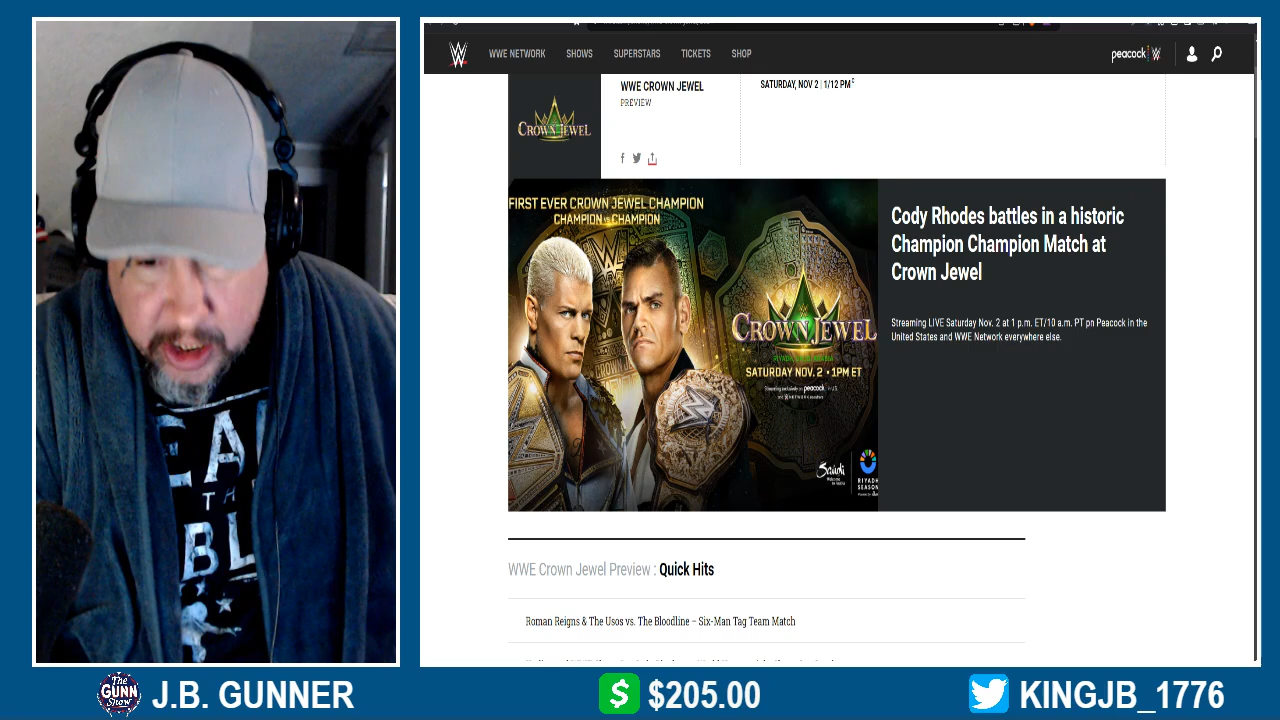 WWE NETWORK SHOWS SUPERSTARS TICKETS SHOP
peacock
WWE CROWN JEWEL
PREVIEW
SATURDAY, NOV 2 | 1/12 PM
CROWN JEWEL
FIRST EVER CROWN JEWEL CHAMPION
CHAMPION vs CHAMPION
CROWN JEWEL
SATURDAY NOV. 2 • 1PM ET
Saudi
RIYADH
SEASON
Cody Rhodes battles in a historic
Champion Champion Match at
Crown Jewel
Streaming LIVE Saturday Nov. 2 at 1 p.m. ET/10 a.m. PT pn Peacock in the
United States and WWE Network everywhere else.
WWE Crown Jewel Preview : Quick Hits
Roman Reigns & The Usos vs. The Bloodline – Six-Man Tag Team Match
EA
TH
BL
The
GUNN
Show
J.B. GUNNER
$ $205.00
KINGJB_1776